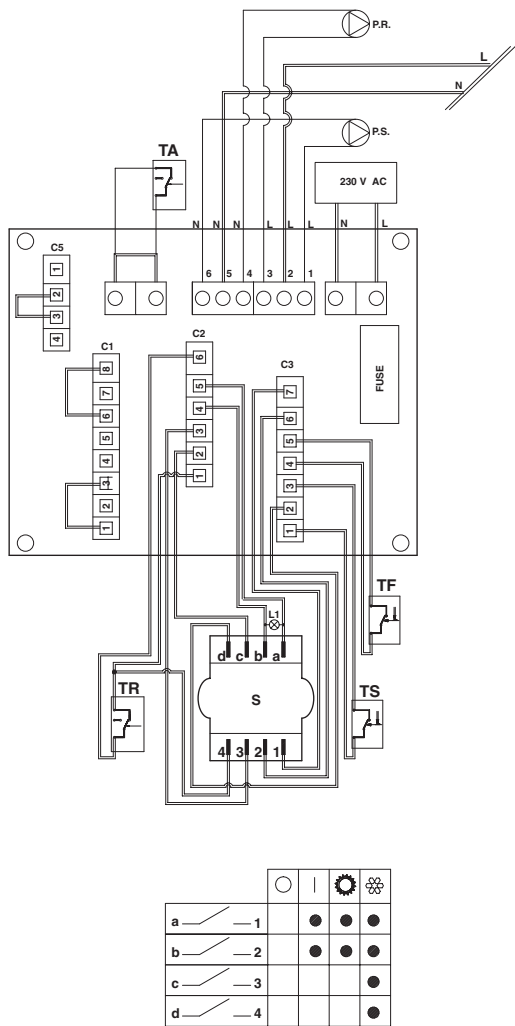 P.R.
L
N
P.S.
TA
230 V AC
N N N L L L N L
6 5 4 3 2 1
C5
1
2
3
4
C1
8
7
6
5
4
3
2
1
C2
6
5
4
3
2
1
C3
7
6
5
4
3
2
1
FUSE
TF
L1
d c b a
S
TR
TS
4 3 2 1
a 1
b 2
c 3
d 4